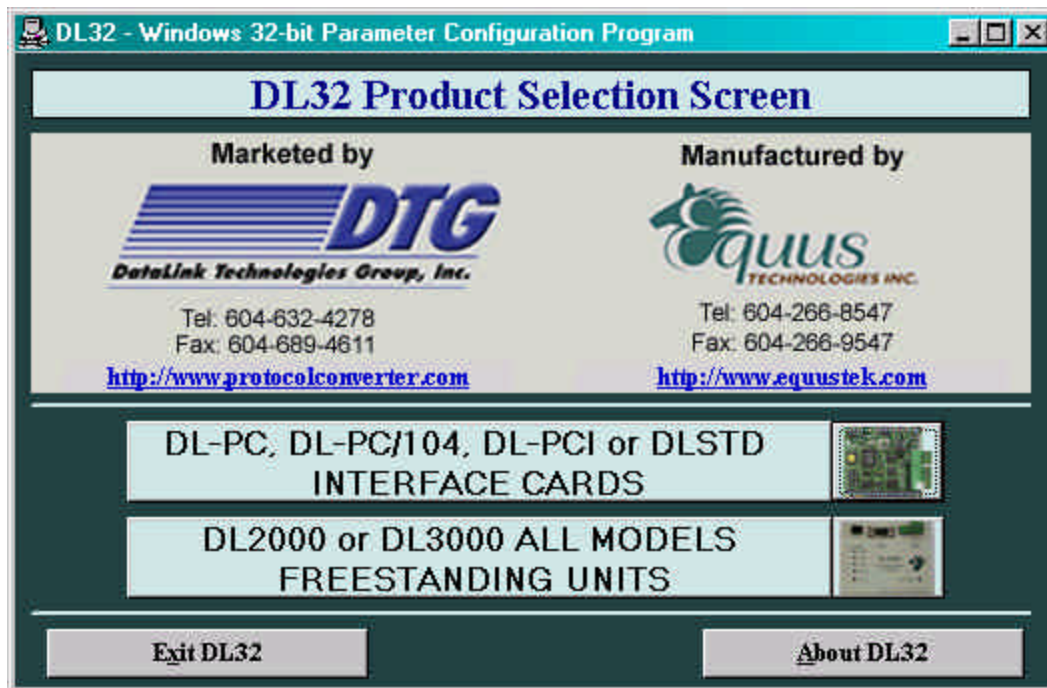 DL32 - Windows 32-bit Parameter Configuration Program
DL32 Product Selection Screen
Marketed by
DTG
DataLink Technologies Group, Inc.
Tel: 604-632-4278
Fax: 604-689-4611
http://www.protocolconverter.com
Manufactured by
Equus
TECHNOLOGIES INC.
Tel: 604-266-8547
Fax: 604-266-9547
http://www.equustek.com
DL-PC, DL-PC/104, DL-PCI or DLSTD
INTERFACE CARDS
DL2000 or DL3000 ALL MODELS
FREESTANDING UNITS
Exit DL32
About DL32